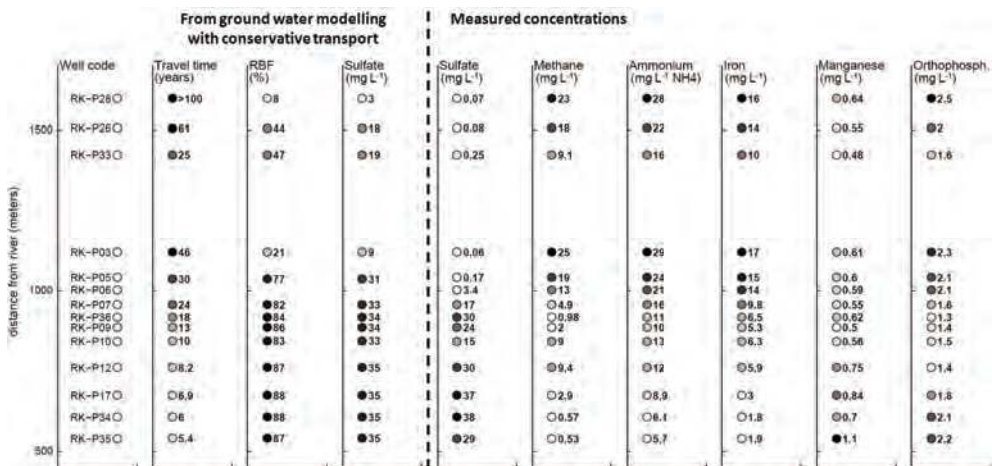 From ground water modelling Measured concentrations
with conservative transport
Well code Travel time RBF Sulfate Sulfate Methane Ammonium Iron Manganese Orthophosph.
(years) (%) (mg L⁻¹) (mg L⁻¹) (mg L⁻¹) (mg L⁻¹ NH4) (mg L⁻¹) (mg L⁻¹) (mg L⁻¹)
RK-P28 >100 8 3 0.07 23 28 16 0.64 2.5
1500 RK-P26 61 44 18 0.08 18 22 14 0.55 2
RK-P33 25 47 19 0.25 9.1 16 10 0.48 1.6
distance from river (meters)
RK-P03 46 21 9 0.06 25 29 17 0.61 2.3
RK-P05 30 77 31 0.17 19 24 15 0.6 2.1
1000 RK-P06 3.4 13 21 14 0.59 2.1
RK-P07 24 82 33 17 4.9 16 9.8 0.55 1.6
RK-P36 18 84 34 30 0.98 11 6.5 0.62 1.3
RK-P09 13 86 34 24 2 10 5.3 0.5 1.4
RK-P10 10 83 33 15 9 13 6.3 0.56 1.5
RK-P12 8.2 87 35 30 9.4 12 5.9 0.75 1.4
RK-P17 6.9 88 35 37 2.9 8.9 3 0.84 1.8
RK-P34 6 88 35 38 0.57 6.1 1.8 0.7 2.1
RK-P35 5.4 87 35 29 0.53 5.7 1.9 1.1 2.2
500